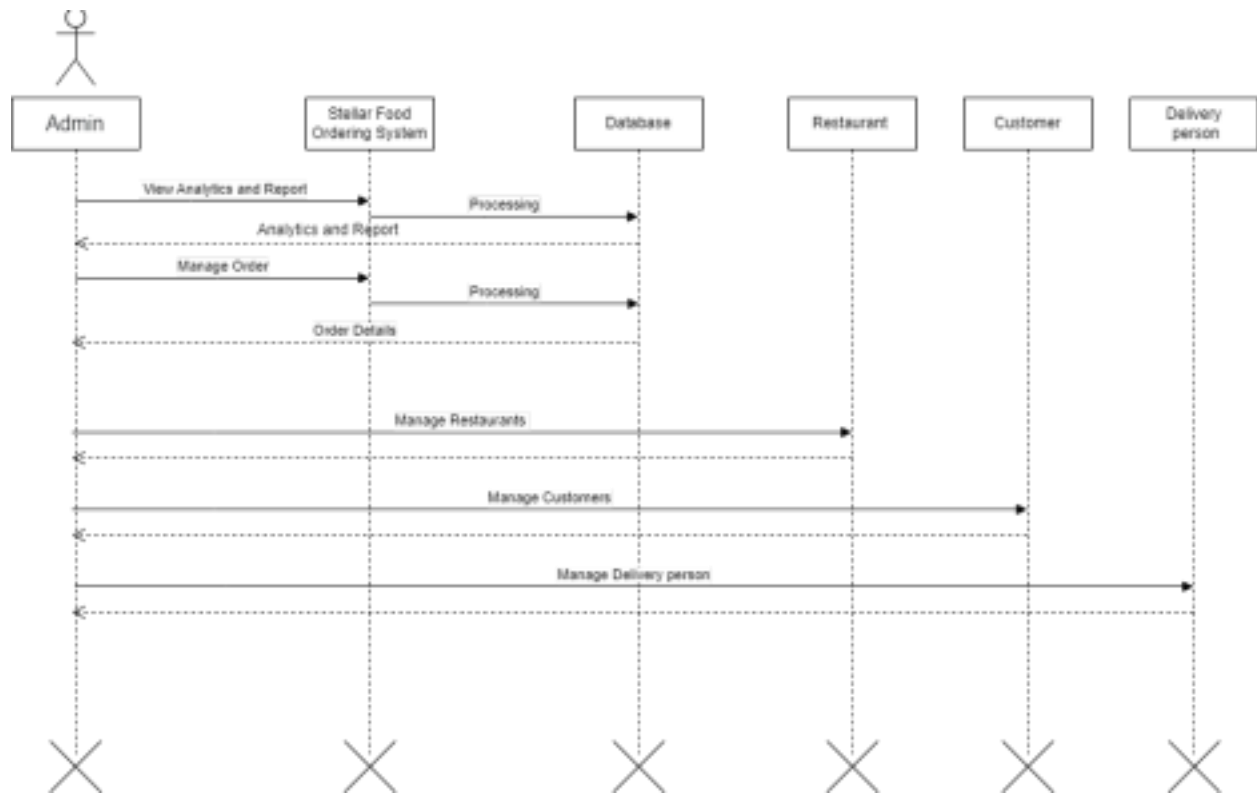 Admin
Stellar Food
Ordering System
Database
Restaurant
Customer
Delivery
person
View Analytics and Report
Processing
Analytics and Report
Manage Order
Processing
Order Details
Manage Restaurants
Manage Customers
Manage Delivery person